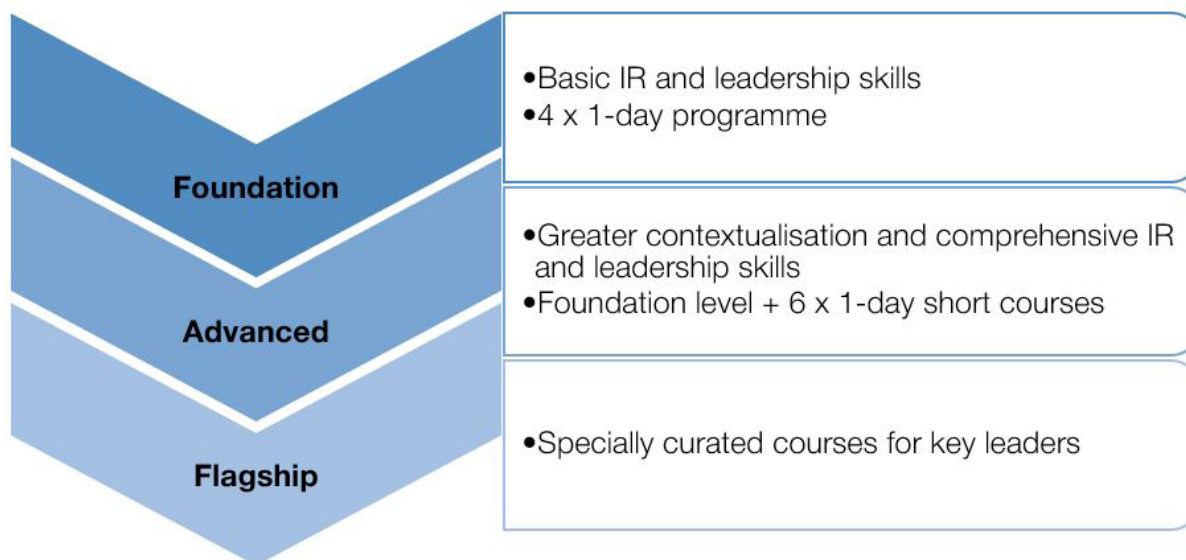 Foundation
•Basic IR and leadership skills
•4 x 1-day programme
Advanced
•Greater contextualisation and comprehensive IR
and leadership skills
•Foundation level + 6 x 1-day short courses
Flagship
•Specially curated courses for key leaders